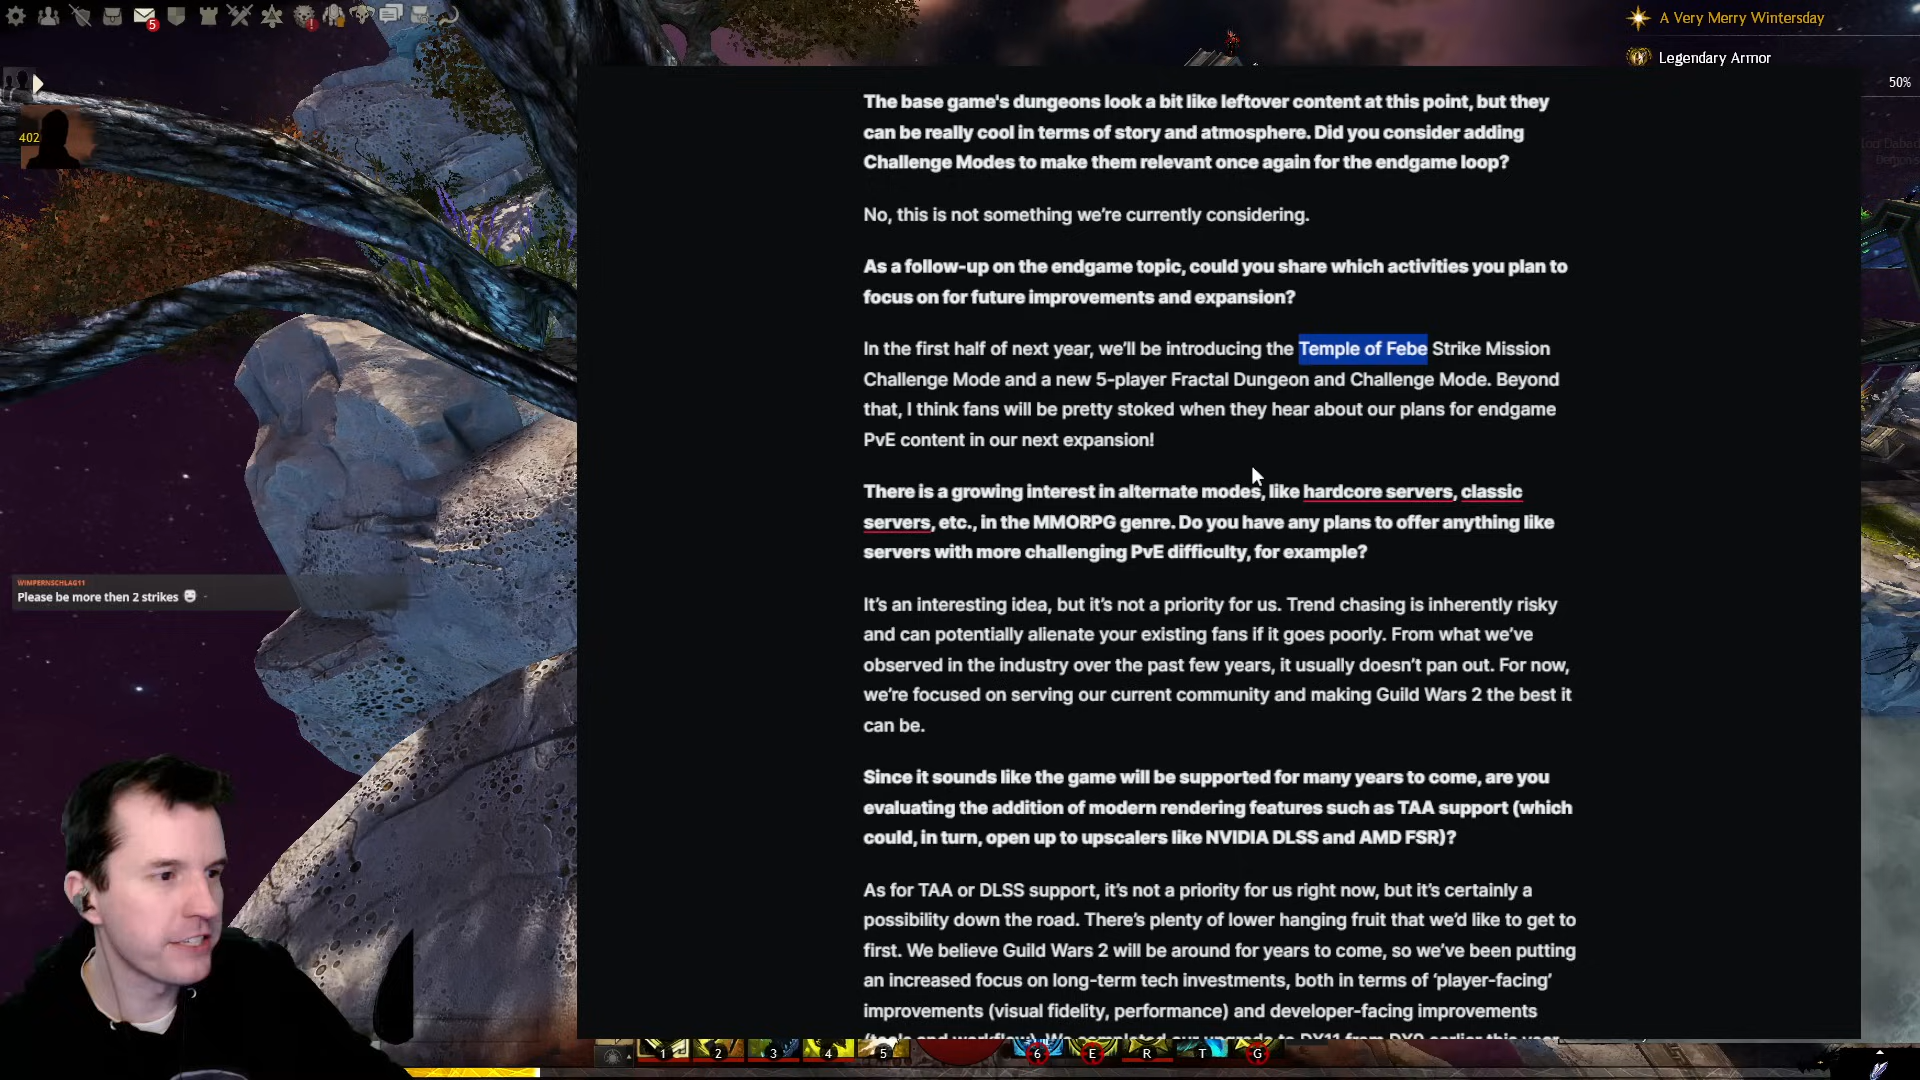 5
A Very Merry Wintersday
Legendary Armor
50%
402
The base game's dungeons look a bit like leftover content at this point, but they
can be really cool in terms of story and atmosphere. Did you consider adding
Challenge Modes to make them relevant once again for the endgame loop?
No, this is not something we're currently considering.
As a follow-up on the endgame topic, could you share which activities you plan to
focus on for future improvements and expansion?
In the first half of next year, we'll be introducing the Temple of Febe Strike Mission
Challenge Mode and a new 5-player Fractal Dungeon and Challenge Mode. Beyond
that, I think fans will be pretty stoked when they hear about our plans for endgame
PvE content in our next expansion!
There is a growing interest in alternate modes, like hardcore servers, classic
servers, etc., in the MMORPG genre. Do you have any plans to offer anything like
servers with more challenging PvE difficulty, for example?
WIMPERNSCHLAG11
Please be more then 2 strikes
It's an interesting idea, but it's not a priority for us. Trend chasing is inherently risky
and can potentially alienate your existing fans if it goes poorly. From what we've
observed in the industry over the past few years, it usually doesn't pan out. For now,
we're focused on serving our current community and making Guild Wars 2 the best it
can be.
Since it sounds like the game will be supported for many years to come, are you
evaluating the addition of modern rendering features such as TAA support (which
could, in turn, open up to upscalers like NVIDIA DLSS and AMD FSR)?
As for TAA or DLSS support, it's not a priority for us right now, but it's certainly a
possibility down the road. There's plenty of lower hanging fruit that we'd like to get to
first. We believe Guild Wars 2 will be around for years to come, so we've been putting
an increased focus on long-term tech investments, both in terms of 'player-facing'
improvements (visual fidelity, performance) and developer-facing improvements
1 2 3 4 5 6 E R T G